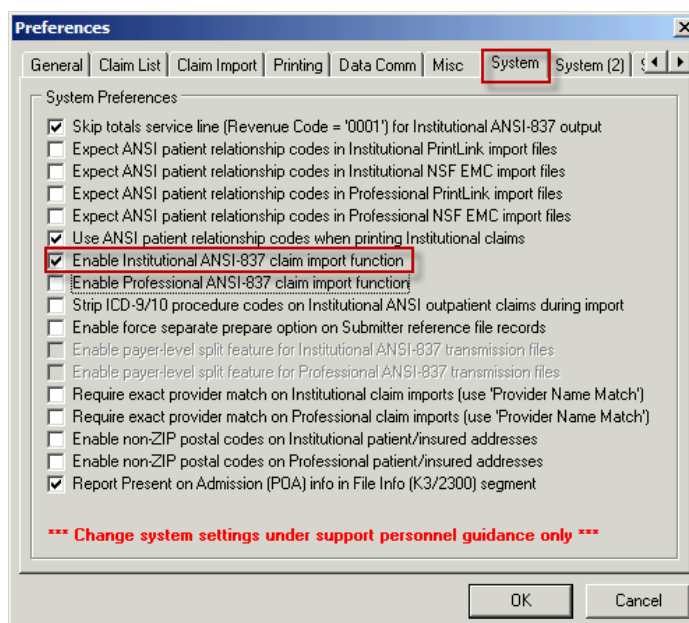 Preferences
General Claim List Claim Import Printing Data Comm Misc System System (2)
System Preferences
Skip totals service line (Revenue Code = '0001') for Institutional ANSI-837 output
Expect ANSI patient relationship codes in Institutional PrintLink import files
Expect ANSI patient relationship codes in Institutional NSF EMC import files
Expect ANSI patient relationship codes in Professional PrintLink import files
Expect ANSI patient relationship codes in Professional NSF EMC import files
Use ANSI patient relationship codes when printing Institutional claims
Enable Institutional ANSI-837 claim import function
Enable Professional ANSI-837 claim import function
Strip ICD-9/10 procedure codes on Institutional ANSI outpatient claims during import
Enable force separate prepare option on Submitter reference file records
Enable payer-level split feature for Institutional ANSI-837 transmission files
Enable payer-level split feature for Professional ANSI-837 transmission files
Require exact provider match on Institutional claim imports (use 'Provider Name Match')
Require exact provider match on Professional claim imports (use 'Provider Name Match')
Enable non-ZIP postal codes on Institutional patient/insured addresses
Enable non-ZIP postal codes on Professional patient/insured addresses
Report Present on Admission (POA) info in File Info (K3/2300) segment
*** Change system settings under support personnel guidance only ***
OK Cancel